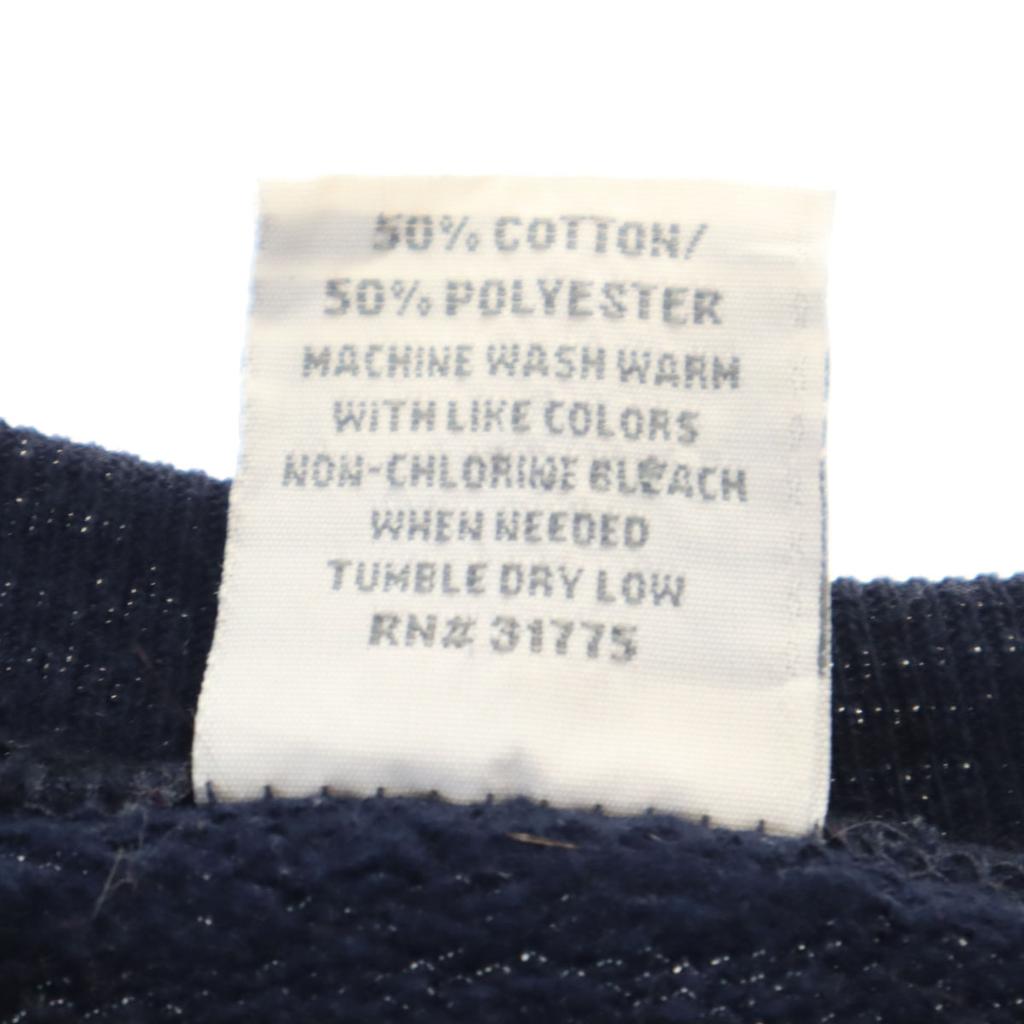 50% COTTON/
50% POLYESTER
MACHINE WASH WARM
WITH LIKE COLORS
NON-CHLORINE BLEACH
WHEN NEEDED
TUMBLE DRY LOW
RN# 31775